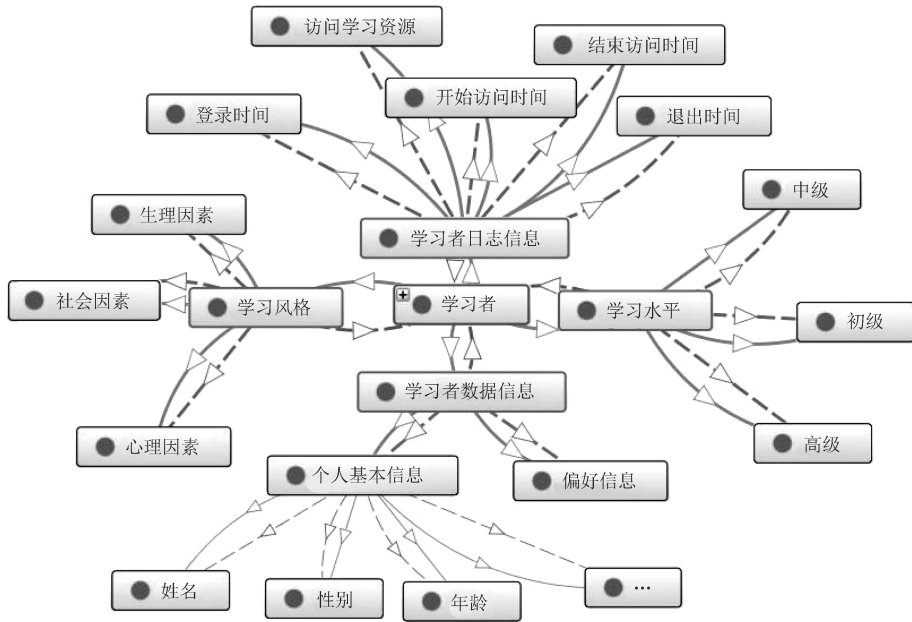 访问学习资源
结束访问时间
开始访问时间
登录时间
退出时间
中级
生理因素
学习者日志信息
社会因素
学习风格
学习者
学习水平
初级
学习者数据信息
心理因素
高级
个人基本信息
偏好信息
姓名
性别
年龄
…